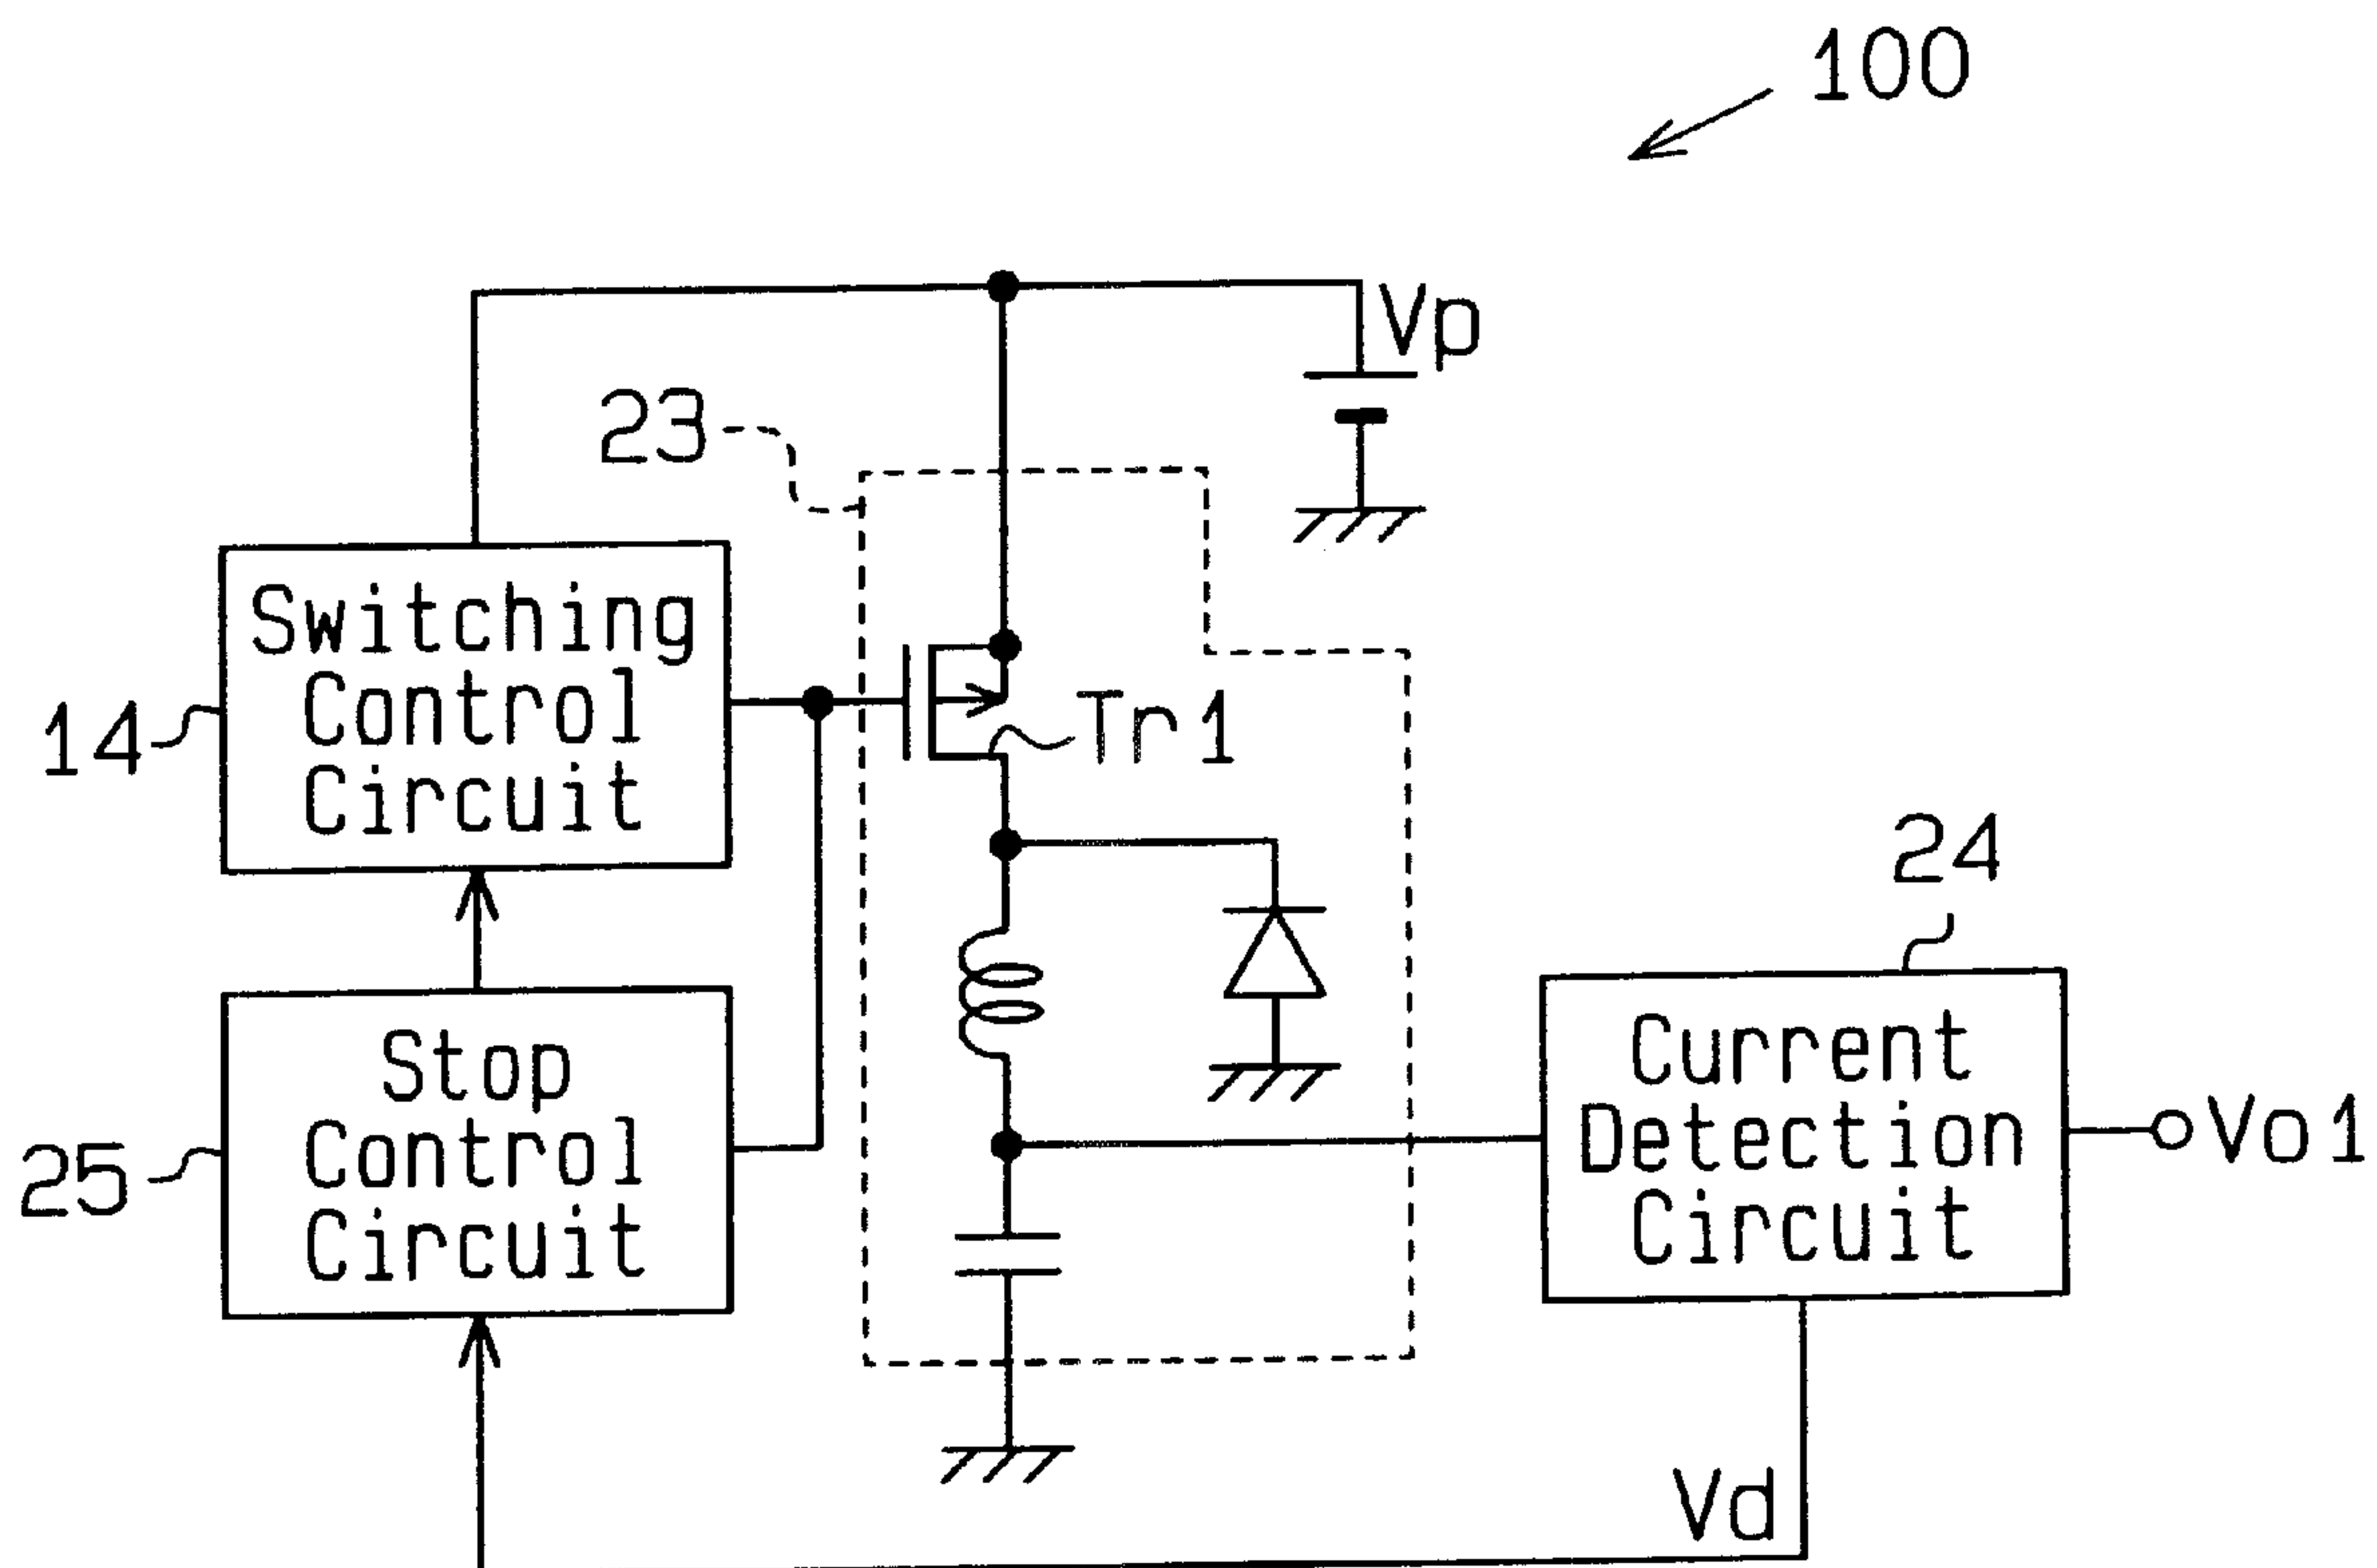 100
Vp
23
Switching
Control
Circuit
14
Tr1
24
Stop
Control
Circuit
25
Current
Detection
Circuit
Vo1
Vd